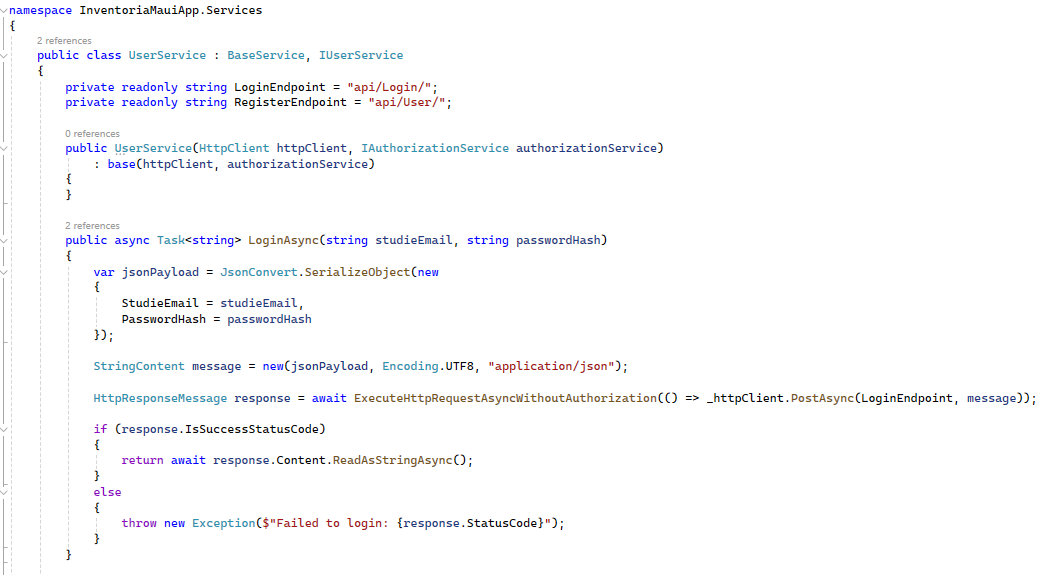 namespace InventoriaMauiApp.Services
{
2 references
public class UserService : BaseService, IUserService
{
private readonly string LoginEndpoint = "api/Login/";
private readonly string RegisterEndpoint = "api/User/";
0 references
public UserService(HttpClient httpClient, IAuthorizationService authorizationService)
: base(httpClient, authorizationService)
{
}
2 references
public async Task<string> LoginAsync(string studieEmail, string passwordHash)
{
var jsonPayload = JsonConvert.SerializeObject(new
{
StudieEmail = studieEmail,
PasswordHash = passwordHash
});
StringContent message = new(jsonPayload, Encoding.UTF8, "application/json");
HttpResponseMessage response = await ExecuteHttpRequestAsyncWithoutAuthorization(() => _httpClient.PostAsync(LoginEndpoint, message));
if (response.IsSuccessStatusCode)
{
return await response.Content.ReadAsStringAsync();
}
else
{
throw new Exception($"Failed to login: {response.StatusCode}");
}
}